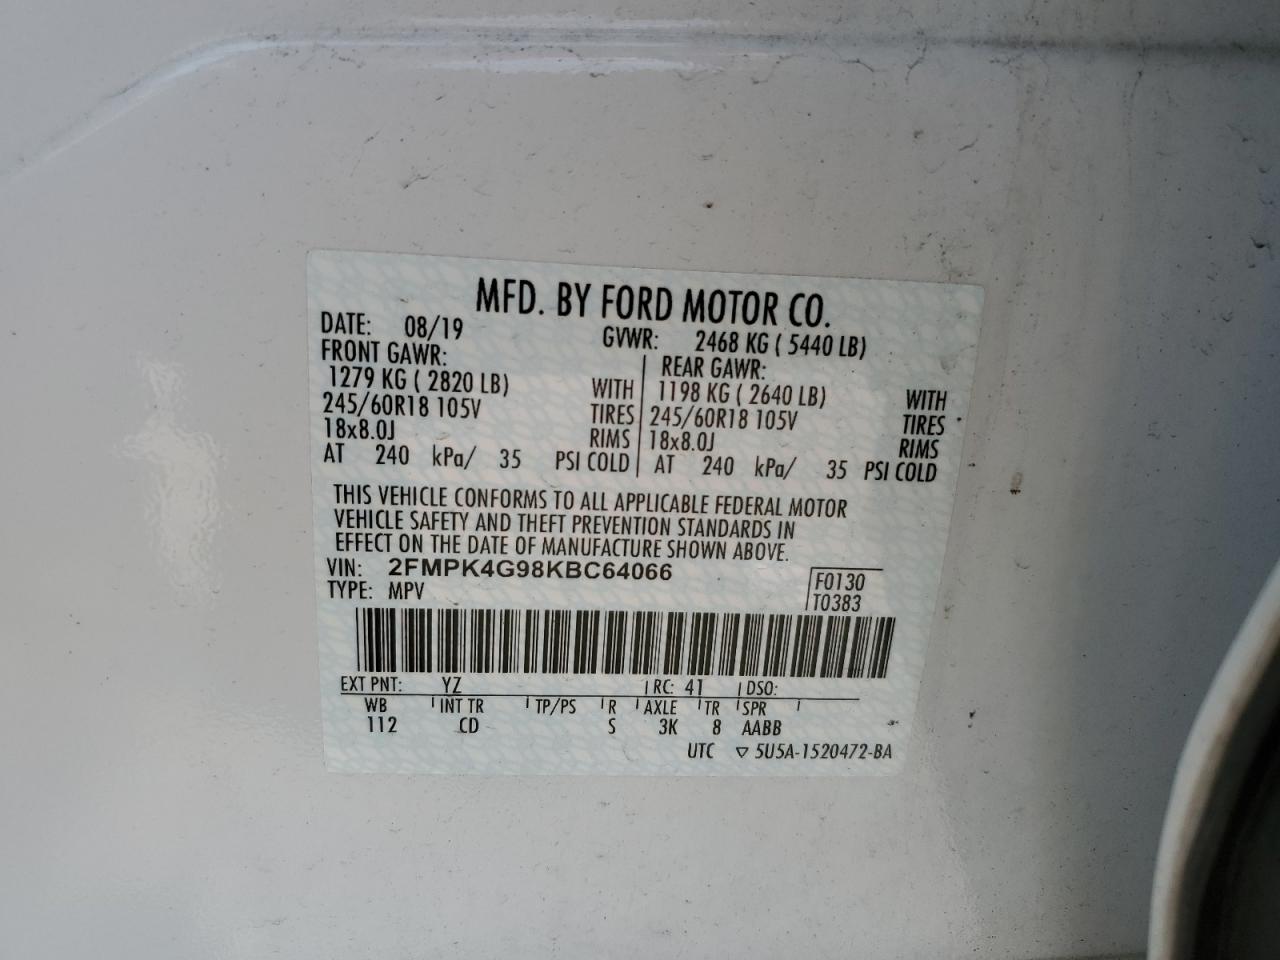 MFD. BY FORD MOTOR CO.
DATE: 08/19 GVWR: 2468 KG ( 5440 LB)
FRONT GAWR: REAR GAWR:
1279 KG ( 2820 LB) WITH 1198 KG ( 2640 LB) WITH
245/60R18 105V TIRES 245/60R18 105V TIRES
18x8.0J RIMS 18x8.0J RIMS
AT 240 kPa/ 35 PSI COLD AT 240 kPa/ 35 PSI COLD
THIS VEHICLE CONFORMS TO ALL APPLICABLE FEDERAL MOTOR
VEHICLE SAFETY AND THEFT PREVENTION STANDARDS IN
EFFECT ON THE DATE OF MANUFACTURE SHOWN ABOVE.
VIN: 2FMPK4G98KBC64066 F0130
TYPE: MPV T0383
EXT PNT: YZ RC: 41 DSO:
WB INT TR TP/PS R AXLE TR SPR
112 CD S 3K 8 AABB
UTC ▽ 5U5A-1520472-BA